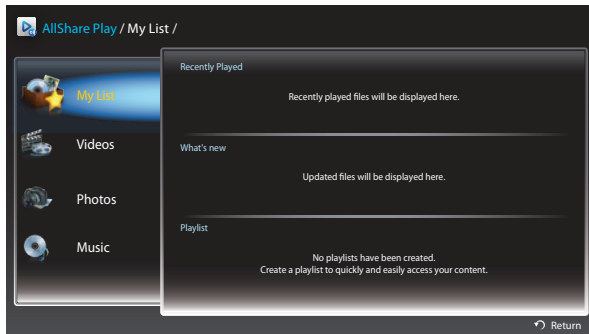 AllShare Play / My List /
My List
Videos
Photos
Music
Recently Played
Recently played files will be displayed here.
What's new
Updated files will be displayed here.
Playlist
No playlists have been created.
Create a playlist to quickly and easily access your content.
Return